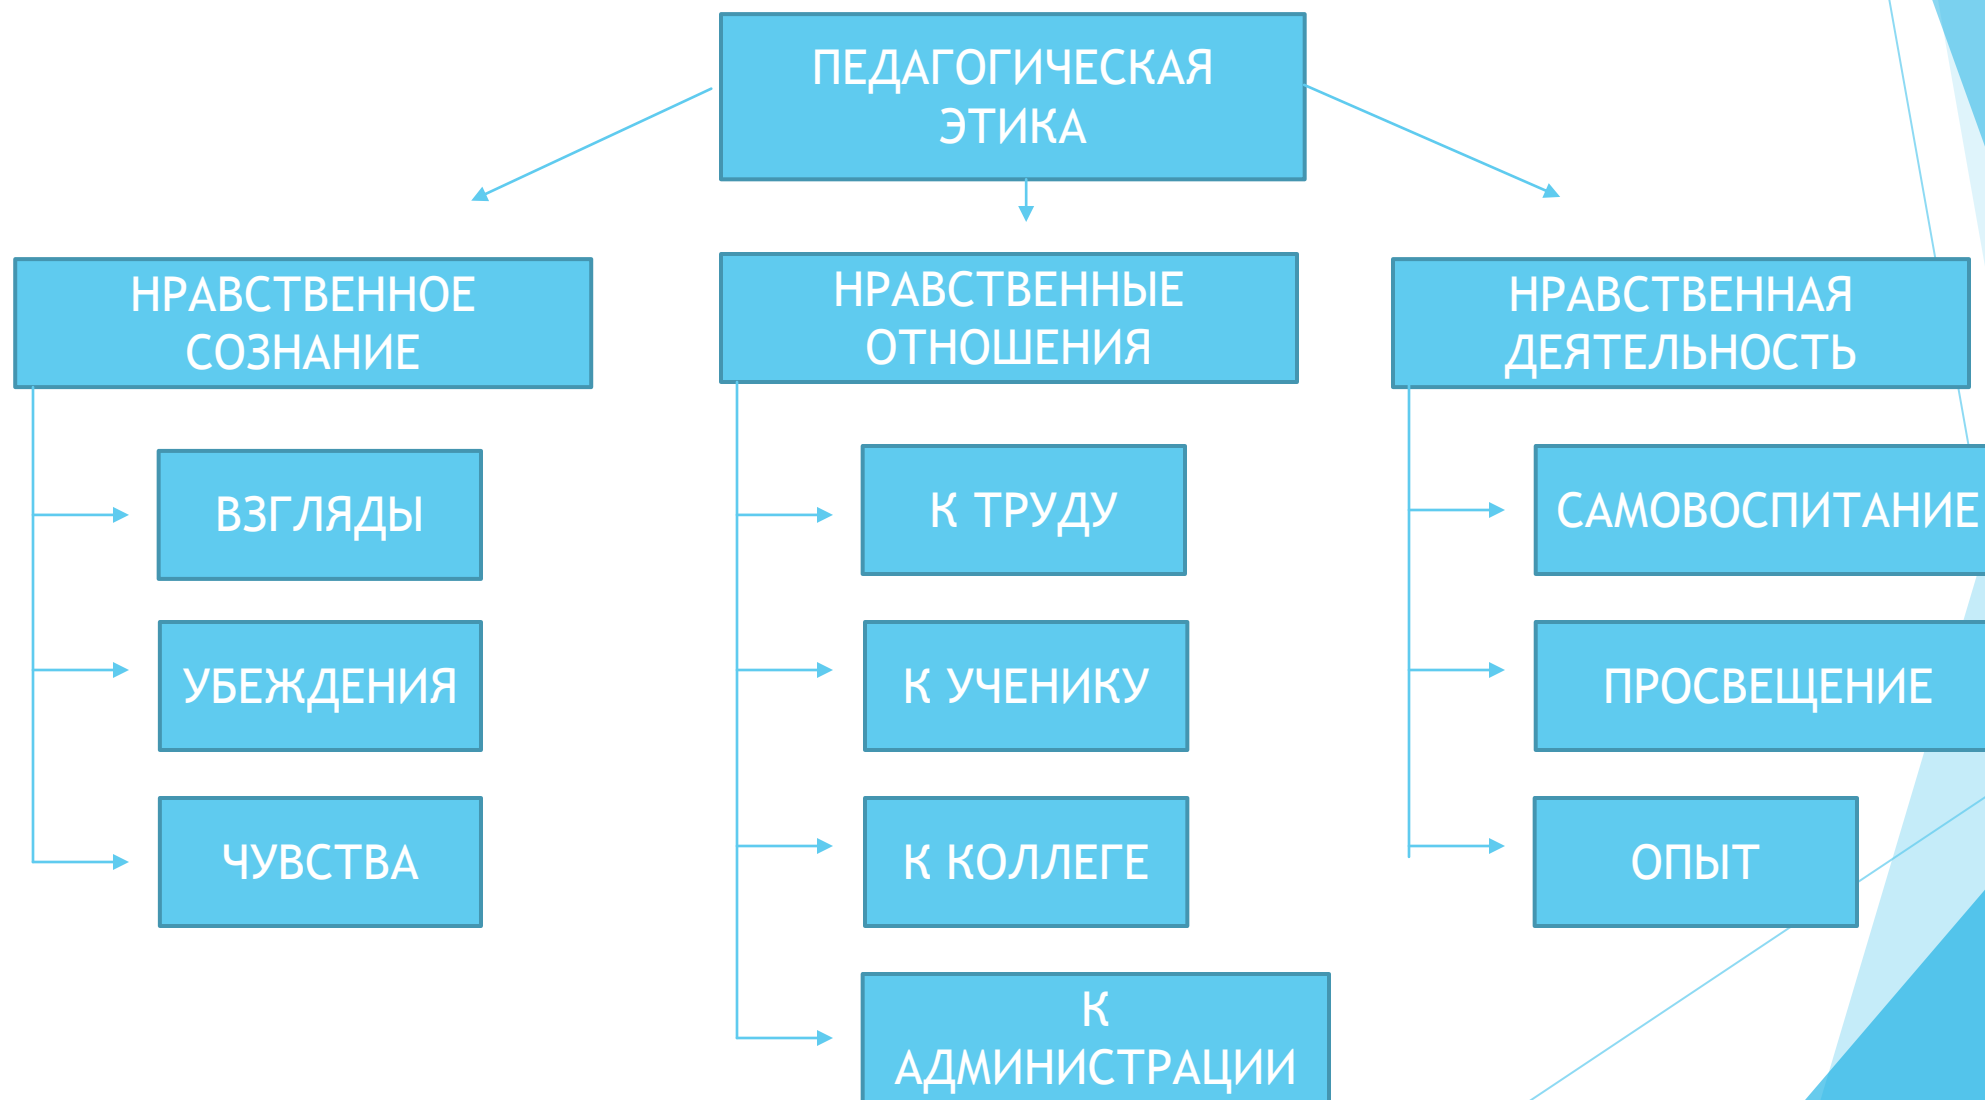 ПЕДАГОГИЧЕСКАЯ
ЭТИКА
НРАВСТВЕННОЕ
СОЗНАНИЕ
ВЗГЛЯДЫ
УБЕЖДЕНИЯ
ЧУВСТВА
НРАВСТВЕННЫЕ
ОТНОШЕНИЯ
К ТРУДУ
К УЧЕНИКУ
К КОЛЛЕГЕ
К
АДМИНИСТРАЦИИ
НРАВСТВЕННАЯ
ДЕЯТЕЛЬНОСТЬ
САМОВОСПИТАНИЕ
ПРОСВЕЩЕНИЕ
ОПЫТ